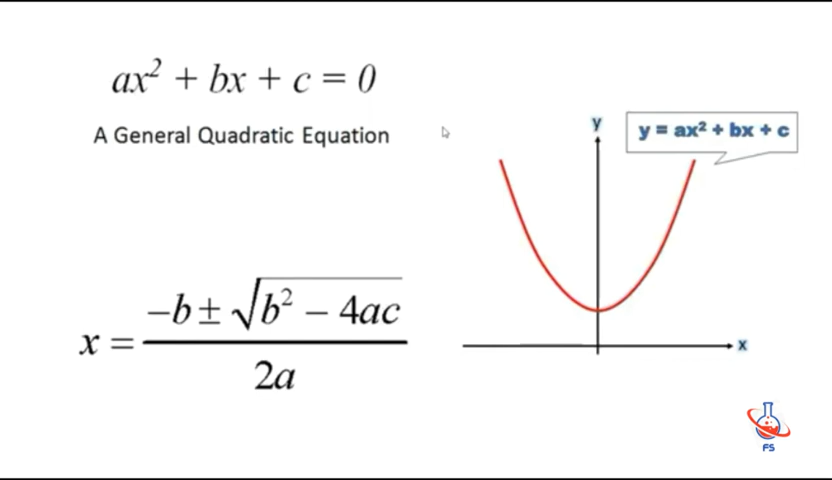 ax² + bx + c = 0
A General Quadratic Equation
x = −b ± √b² − 4ac
2a
y
y = ax² + bx + c
x
FS